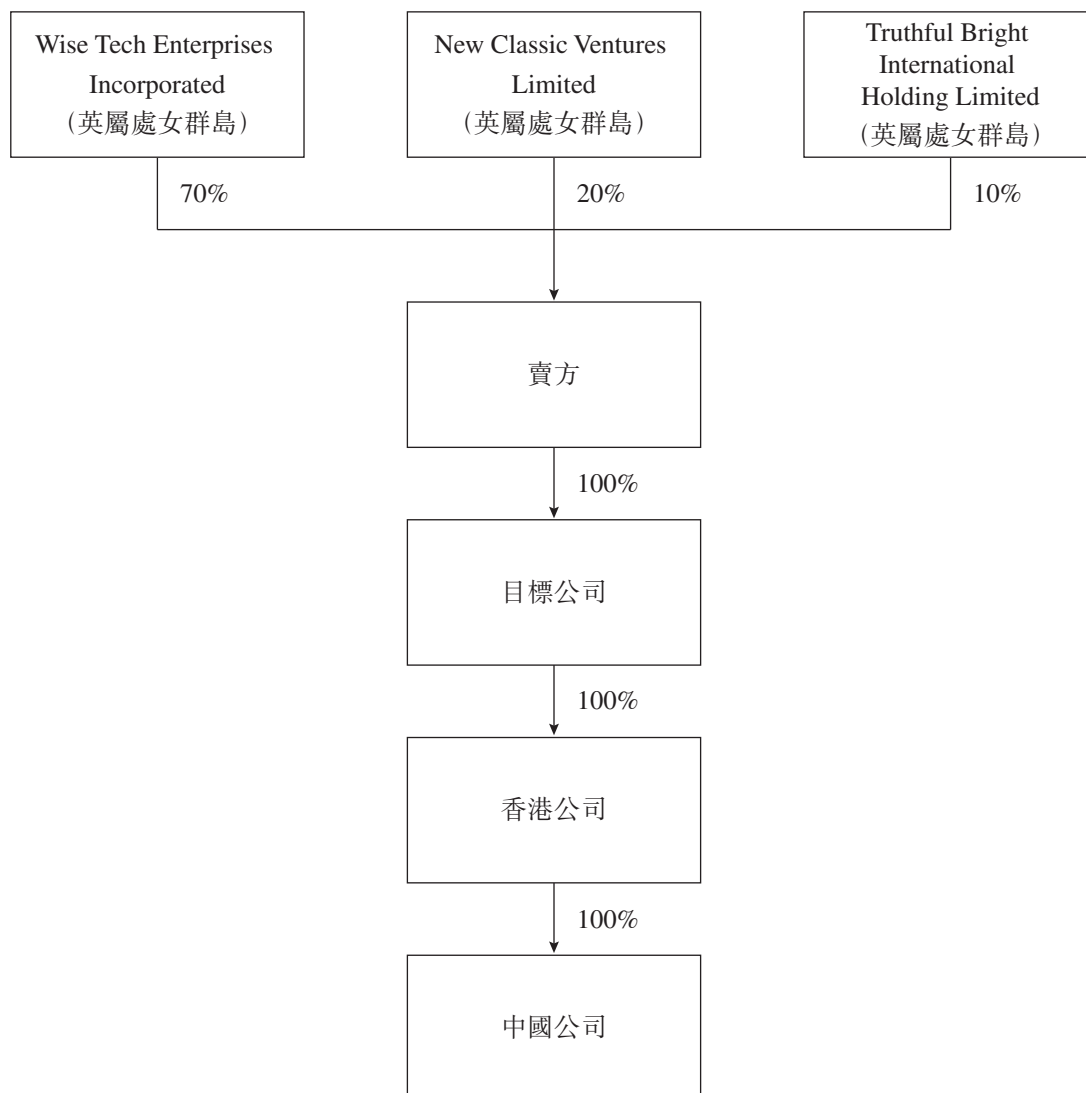 Wise Tech Enterprises
Incorporated
（英屬處女群島）
New Classic Ventures
Limited
（英屬處女群島）
Truthful Bright
International
Holding Limited
（英屬處女群島）
70%
20%
10%
賣方
100%
目標公司
100%
香港公司
100%
中國公司